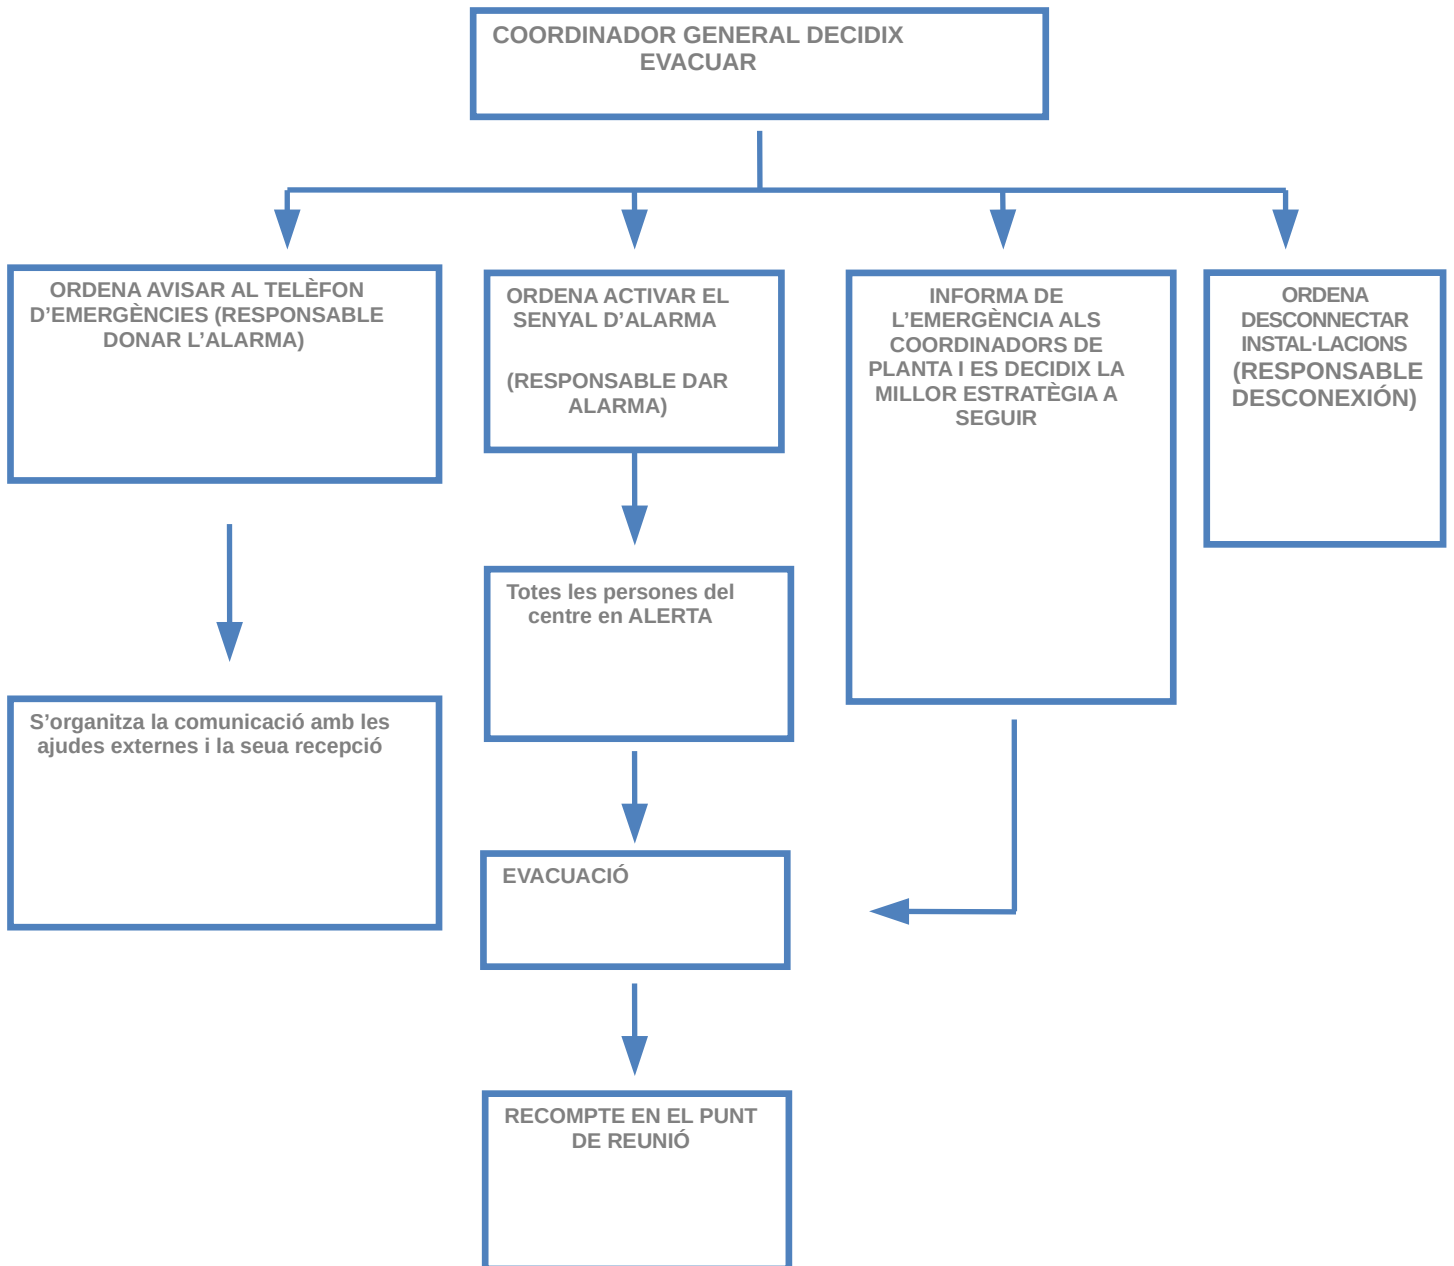 COORDINADOR GENERAL DECIDIX
EVACUAR
ORDENA AVISAR AL TELÈFON
D’EMERGÈNCIES (RESPONSABLE
DONAR L’ALARMA)
ORDENA ACTIVAR EL
SENYAL D’ALARMA
(RESPONSABLE DAR
ALARMA)
INFORMA DE
L’EMERGÈNCIA ALS
COORDINADORS DE
PLANTA I ES DECIDIX LA
MILLOR ESTRATÈGIA A
SEGUIR
ORDENA
DESCONNECTAR
INSTAL·LACIONS
(RESPONSABLE
DESCONEXIÓN)
Totes les persones del
centre en ALERTA
S’organitza la comunicació amb les
ajudes externes i la seua recepció
EVACUACIÓ
RECOMPTE EN EL PUNT
DE REUNIÓ